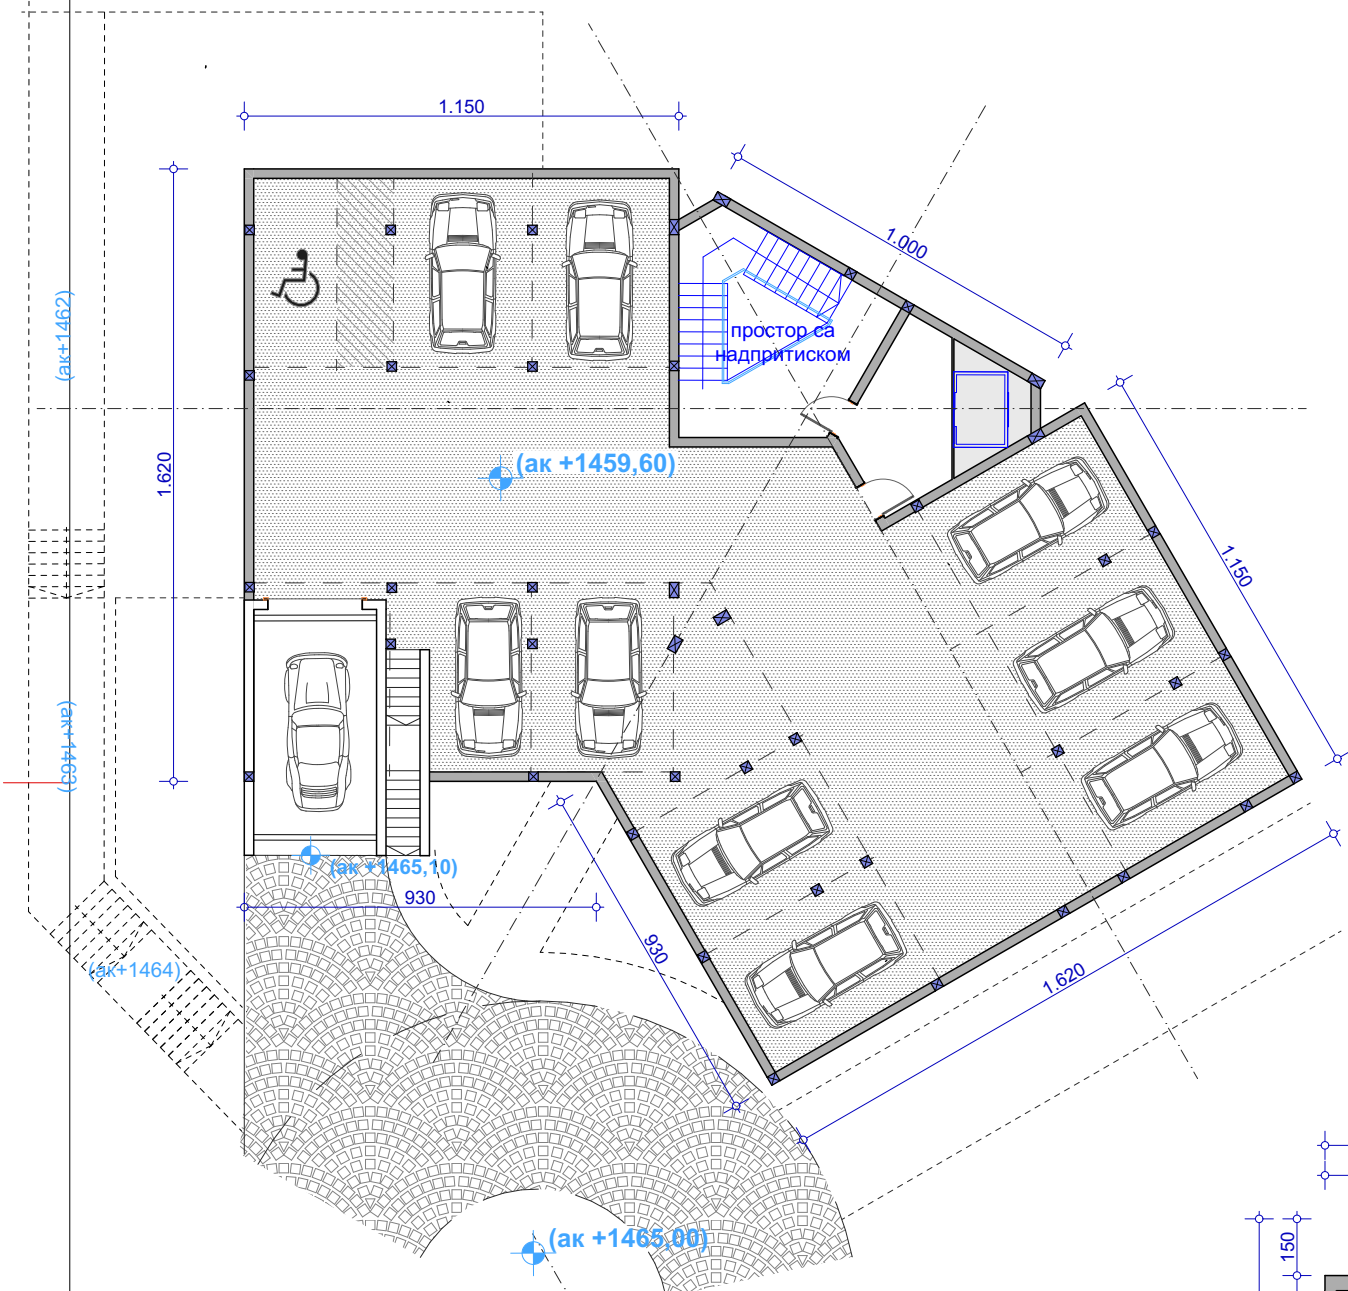 1.150
1.000
(ак+1462)
простор са
надпритиском
(ак +1459,60)
1.620
1.150
(ак+1463)
(ак +1465,10)
930
930
(ак+1464)
1.620
(ак +1465,00)
150